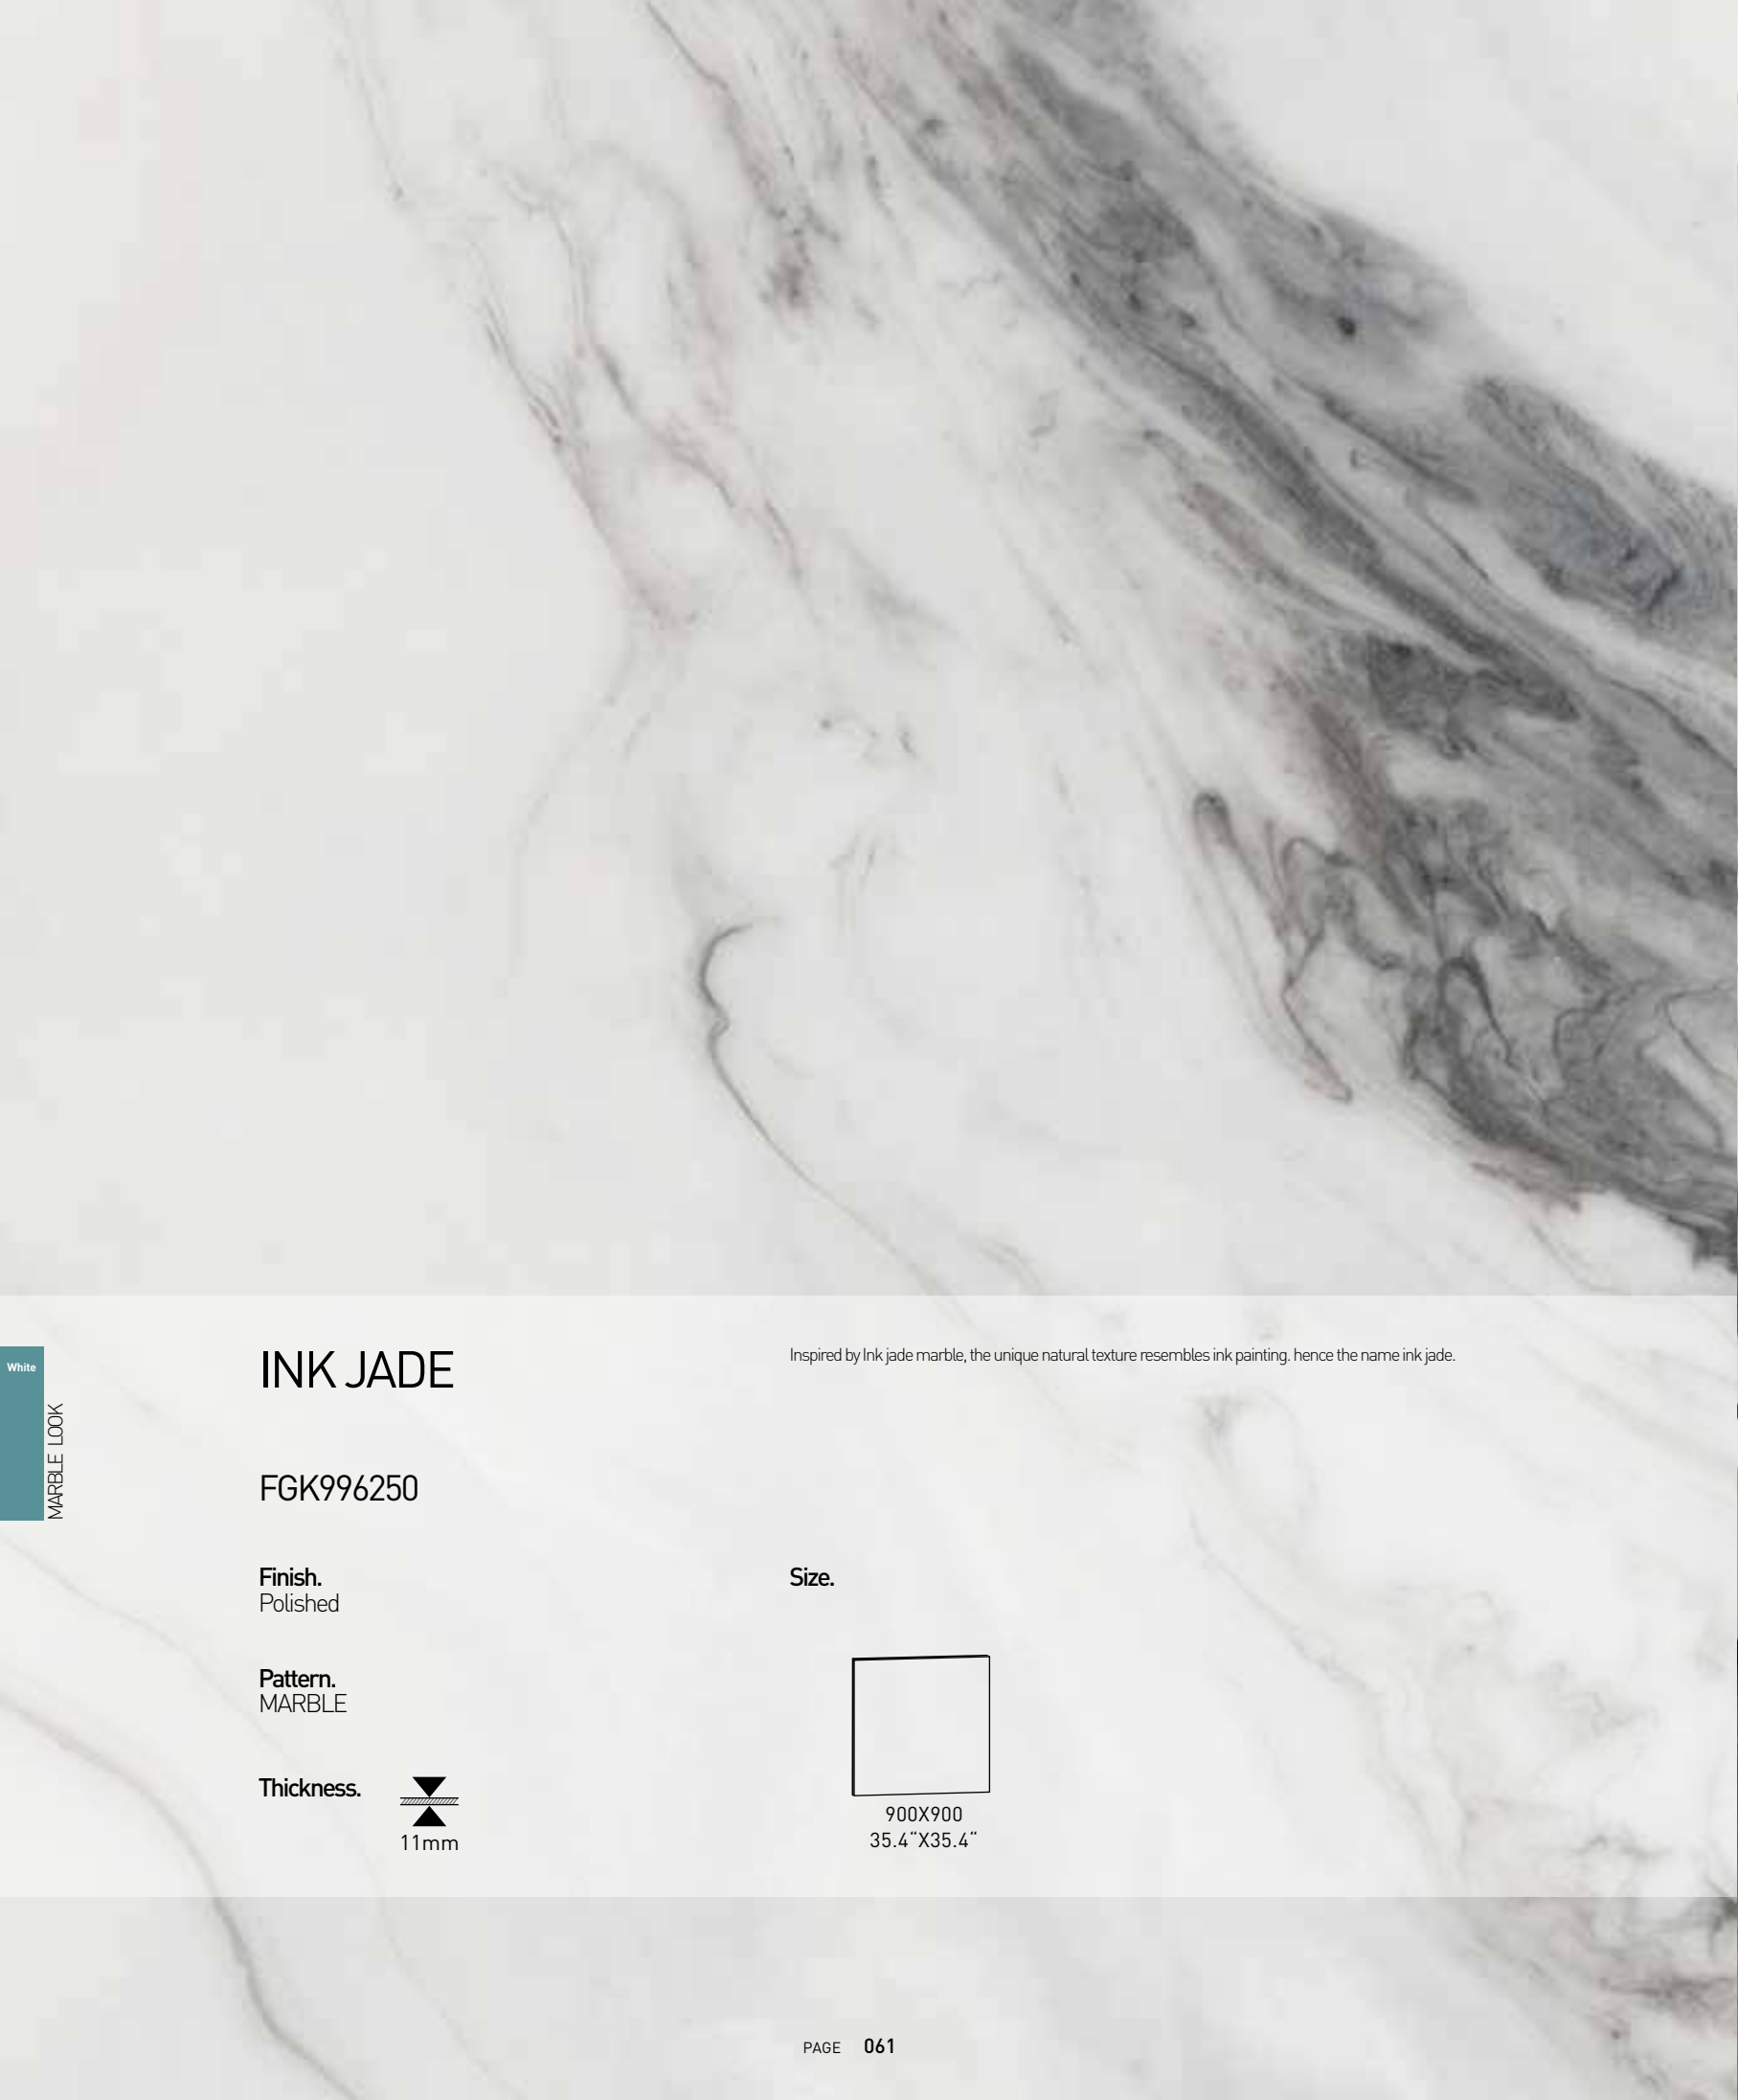 INK JADE
Inspired by Ink jade marble, the unique natural texture resembles ink painting. hence the name ink jade.
White
MARBLE LOOK
FGK996250
Finish.
Polished
Size.
Pattern.
MARBLE
Thickness.
11mm
900X900
35.4“X35.4“
PAGE 061